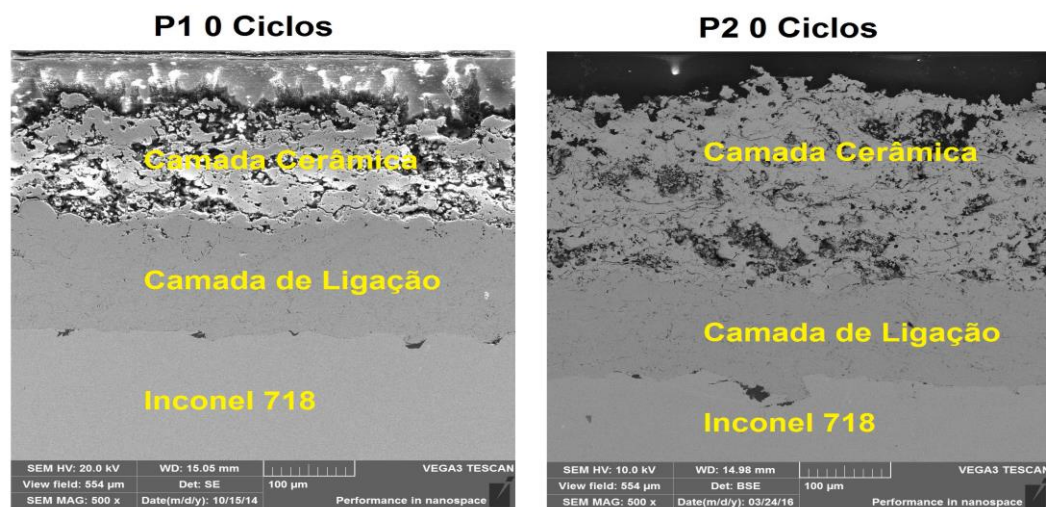 P1 0 Ciclos
P2 0 Ciclos
Camada Cerâmica
Camada de Ligação
Inconel 718
SEM HV: 20.0 kV WD: 15.05 mm VEGA3 TESCAN
View field: 554 µm Det: SE 100 µm
SEM MAG: 500 x Date(m/d/y): 10/15/14 Performance in nanospace
Camada Cerâmica
Camada de Ligação
Inconel 718
SEM HV: 10.0 kV WD: 14.98 mm VEGA3 TESCAN
View field: 554 µm Det: BSE 100 µm
SEM MAG: 500 x Date(m/d/y): 03/24/16 Performance in nanospace